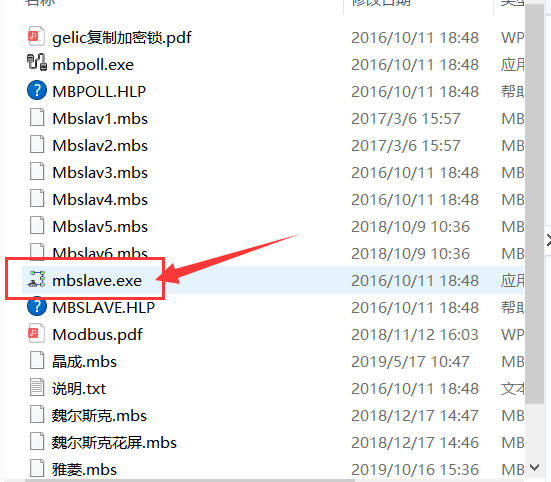 名称 修改日期 类型
gelic复制加密锁.pdf 2016/10/11 18:48 WP
mbpoll.exe 2016/10/11 18:48 应用
MBPOLL.HLP 2016/10/11 18:48 帮助
Mbslav1.mbs 2017/3/6 15:57 MB
Mbslav2.mbs 2017/3/6 15:57 MB
Mbslav3.mbs 2016/10/11 18:48 MB
Mbslav4.mbs 2016/10/11 18:48 MB
Mbslav5.mbs 2018/10/9 10:36 MB
Mbslav6.mbs 2018/10/9 10:36 MB
mbslave.exe 2016/10/11 18:48 应用
MBSLAVE.HLP 2016/10/11 18:48 帮助
Modbus.pdf 2018/11/12 16:03 WP
晶成.mbs 2019/5/17 10:47 MB
说明.txt 2016/10/11 18:48 文本
魏尔斯克.mbs 2018/12/17 14:47 MB
魏尔斯克花屏.mbs 2018/12/17 14:46 MB
雅菱.mbs 2019/10/16 15:36 MB